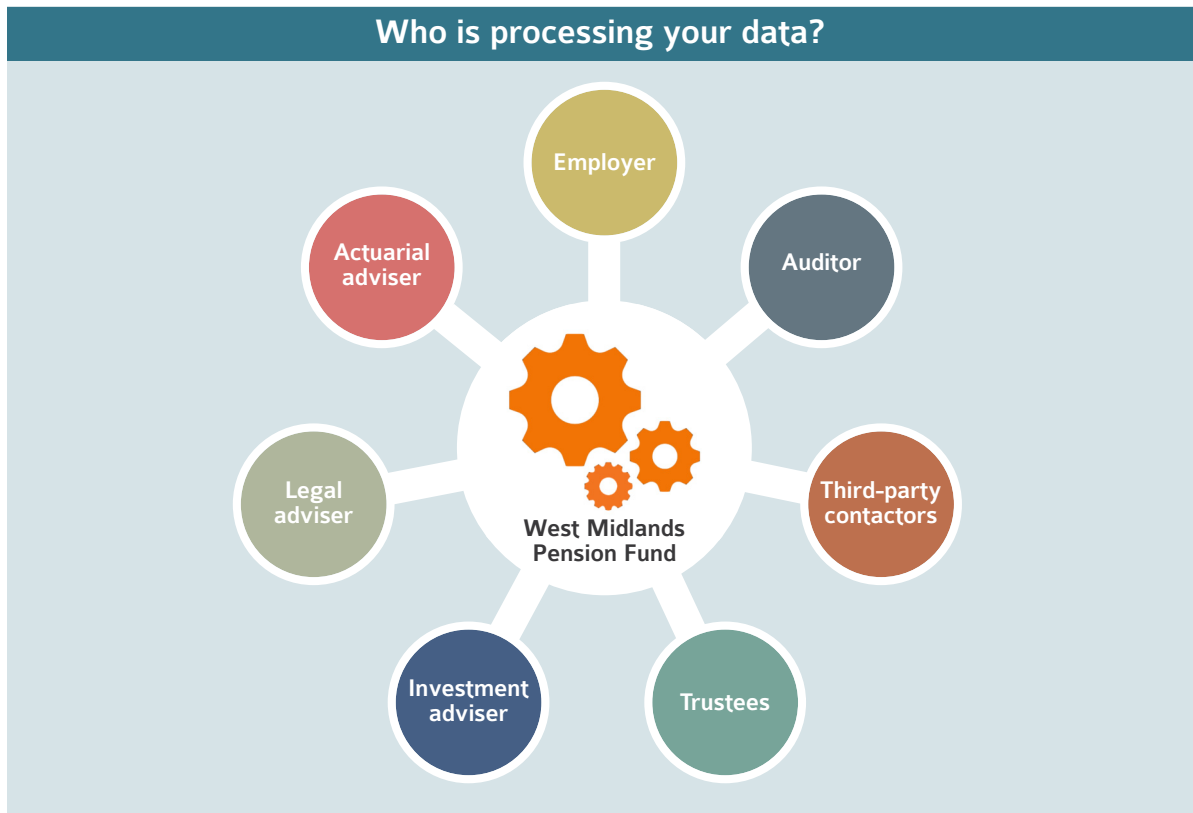 Who is processing your data?
Employer
Auditor
Actuarial
adviser
Third-party
contactors
Legal
adviser
West Midlands
Pension Fund
Investment
adviser
Trustees